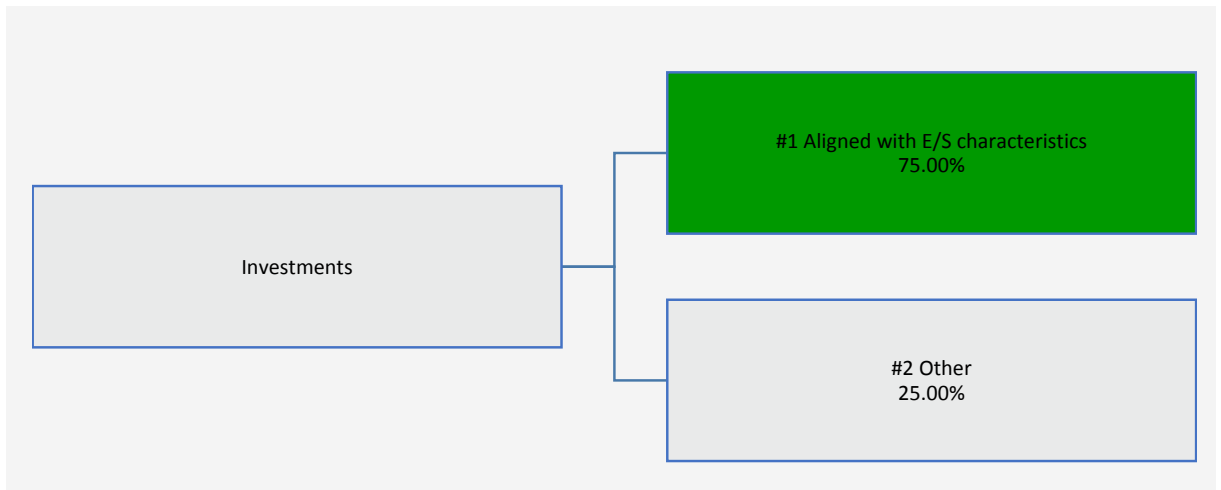 #1 Aligned with E/S characteristics
75.00%
Investments
#2 Other
25.00%